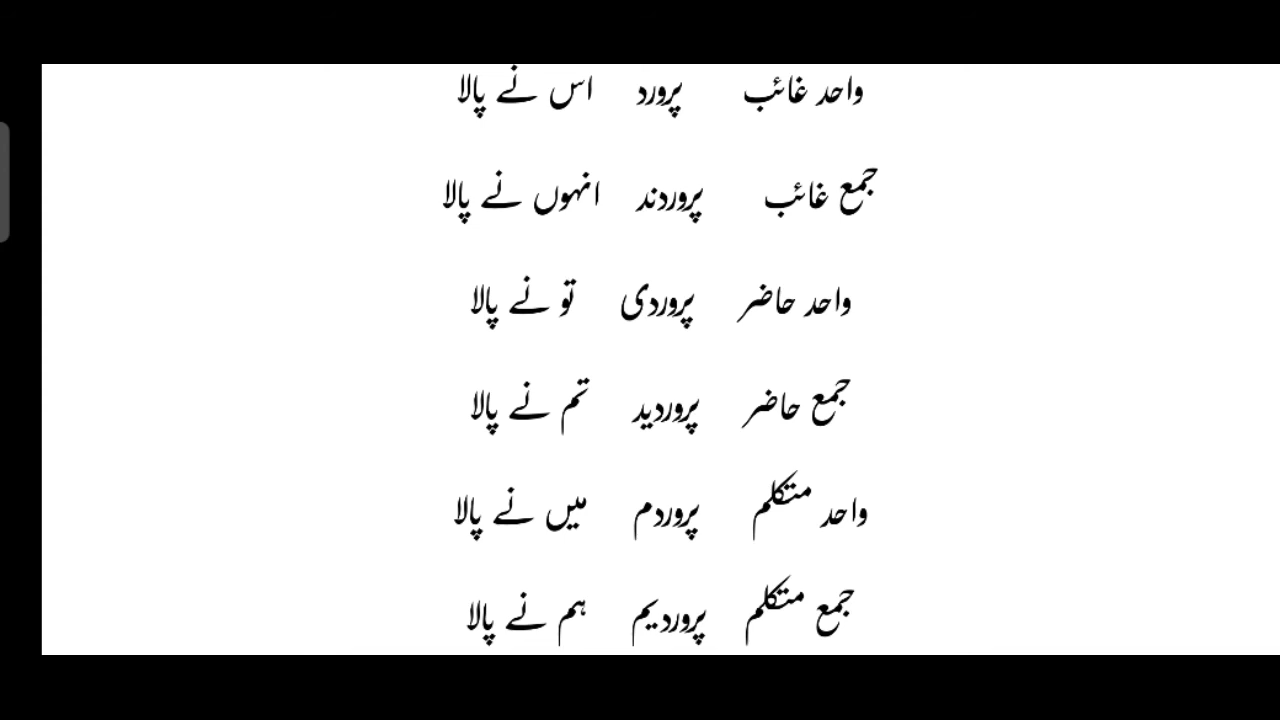 واحد غائب پرورد اس نے پالا
جمع غائب پروردند انہوں نے پالا
واحد حاضر پروردی تو نے پالا
جمع حاضر پروردید تم نے پالا
واحد متکلم پروردم میں نے پالا
جمع متکلم پروردیم ہم نے پالا